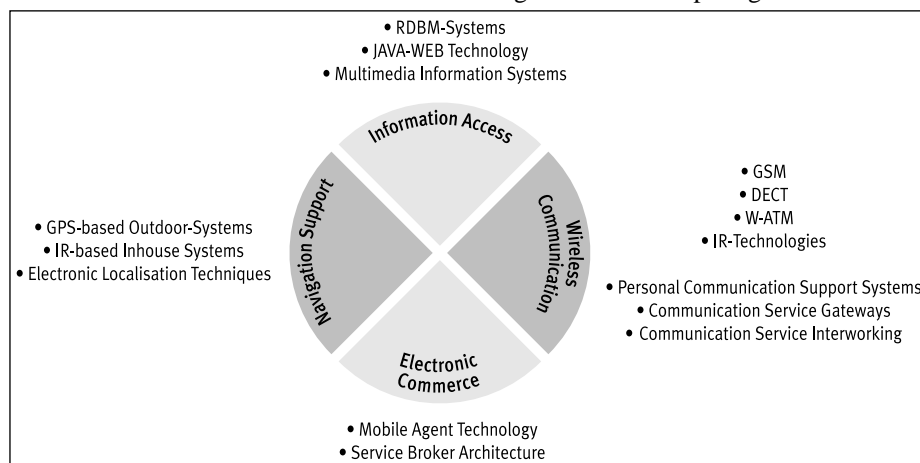 • RDBM-Systems
• JAVA-WEB Technology
• Multimedia Information Systems
Information Access
Navigation Support
Wireless
Communication
Electronic
Commerce
• GPS-based Outdoor-Systems
• IR-based Inhouse Systems
• Electronic Localisation Techniques
• GSM
• DECT
• W-ATM
• IR-Technologies
• Personal Communication Support Systems
• Communication Service Gateways
• Communication Service Interworking
• Mobile Agent Technology
• Service Broker Architecture